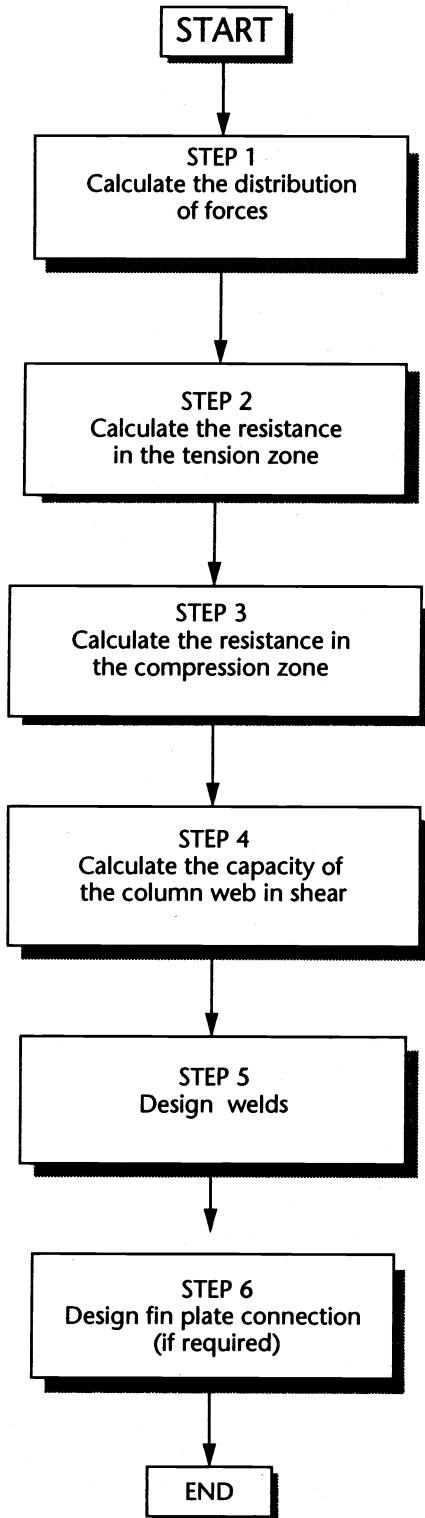 START
STEP 1
Calculate the distribution
of forces
STEP 2
Calculate the resistance
in the tension zone
STEP 3
Calculate the resistance in
the compression zone
STEP 4
Calculate the capacity of
the column web in shear
STEP 5
Design welds
STEP 6
Design fin plate connection
(if required)
END